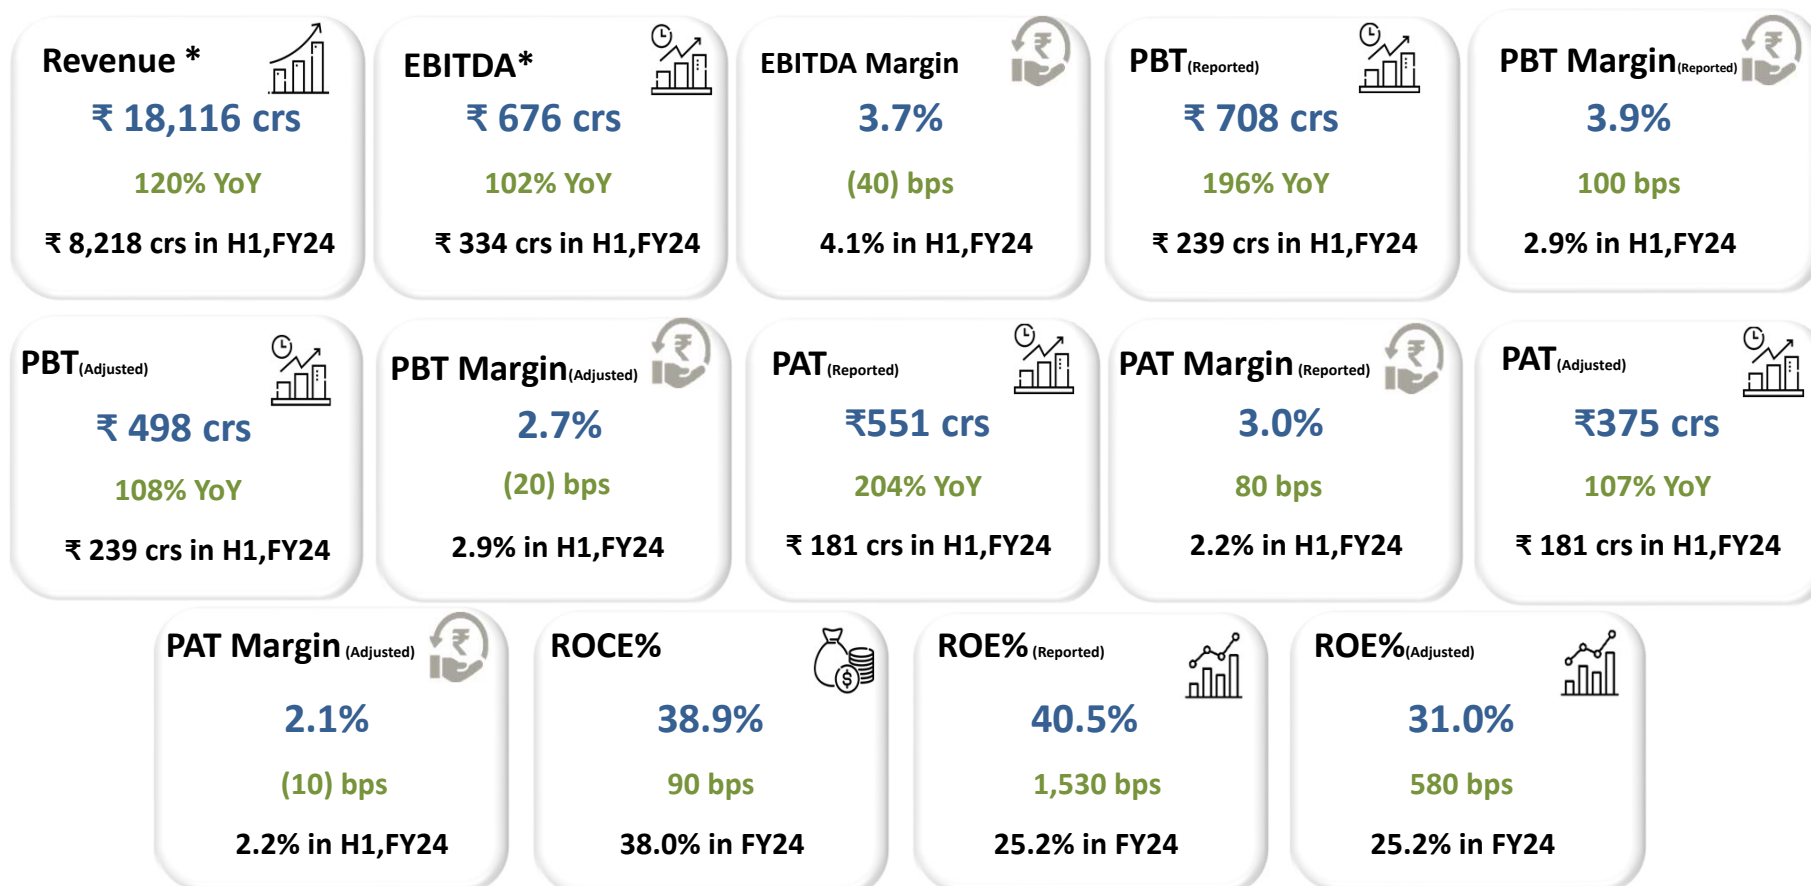 Revenue *
₹ 18,116 crs
120% YoY
₹ 8,218 crs in H1,FY24
EBITDA*
₹ 676 crs
102% YoY
₹ 334 crs in H1,FY24
EBITDA Margin
3.7%
(40) bps
4.1% in H1,FY24
PBT(Reported)
₹ 708 crs
196% YoY
₹ 239 crs in H1,FY24
PBT Margin(Reported)
3.9%
100 bps
2.9% in H1,FY24
PBT(Adjusted)
₹ 498 crs
108% YoY
₹ 239 crs in H1,FY24
PBT Margin(Adjusted)
2.7%
(20) bps
2.9% in H1,FY24
PAT(Reported)
₹551 crs
204% YoY
₹ 181 crs in H1,FY24
PAT Margin (Reported)
3.0%
80 bps
2.2% in H1,FY24
PAT(Adjusted)
₹375 crs
107% YoY
₹ 181 crs in H1,FY24
PAT Margin (Adjusted)
2.1%
(10) bps
2.2% in H1,FY24
ROCE%
38.9%
90 bps
38.0% in FY24
ROE% (Reported)
40.5%
1,530 bps
25.2% in FY24
ROE%(Adjusted)
31.0%
580 bps
25.2% in FY24